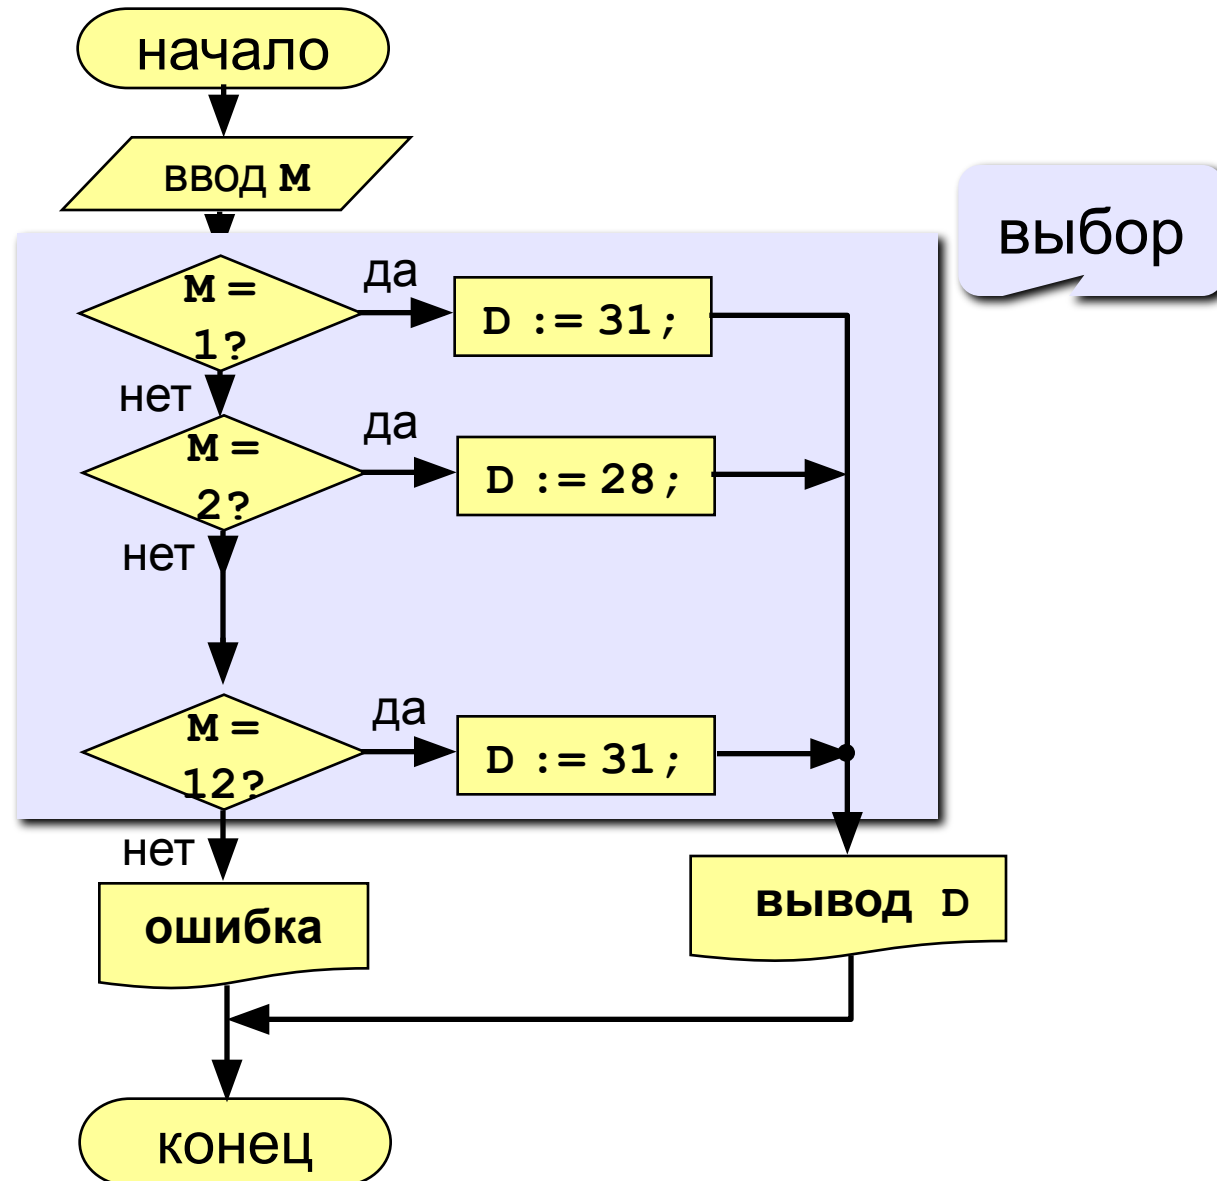 начало
ввод M
выбор
M =
1?
да
D := 31;
нет
M =
2?
да
D := 28;
нет
M =
12?
да
D := 31;
нет
ошибка
вывод D
конец